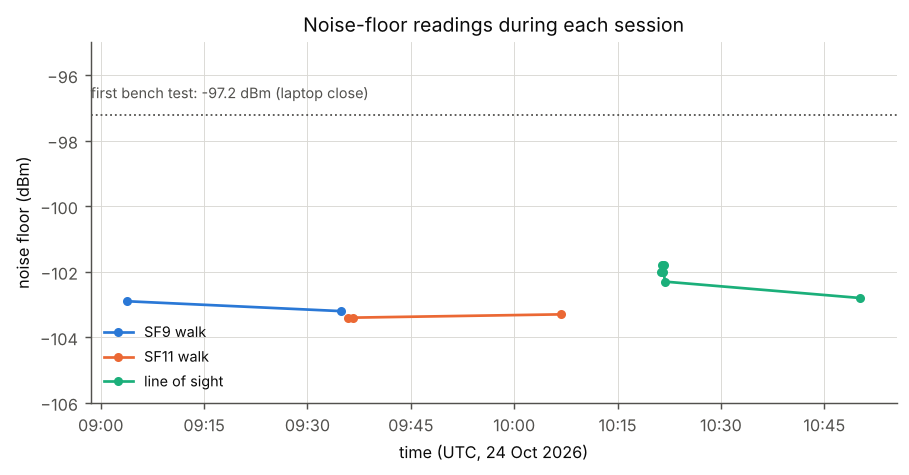 Noise-floor readings during each session
−96
first bench test: -97.2 dBm (laptop close)
−98
−100
−102
−104
−106
noise floor (dBm)
SF9 walk
SF11 walk
line of sight
09:00 09:15 09:30 09:45 10:00 10:15 10:30 10:45
time (UTC, 24 Oct 2026)